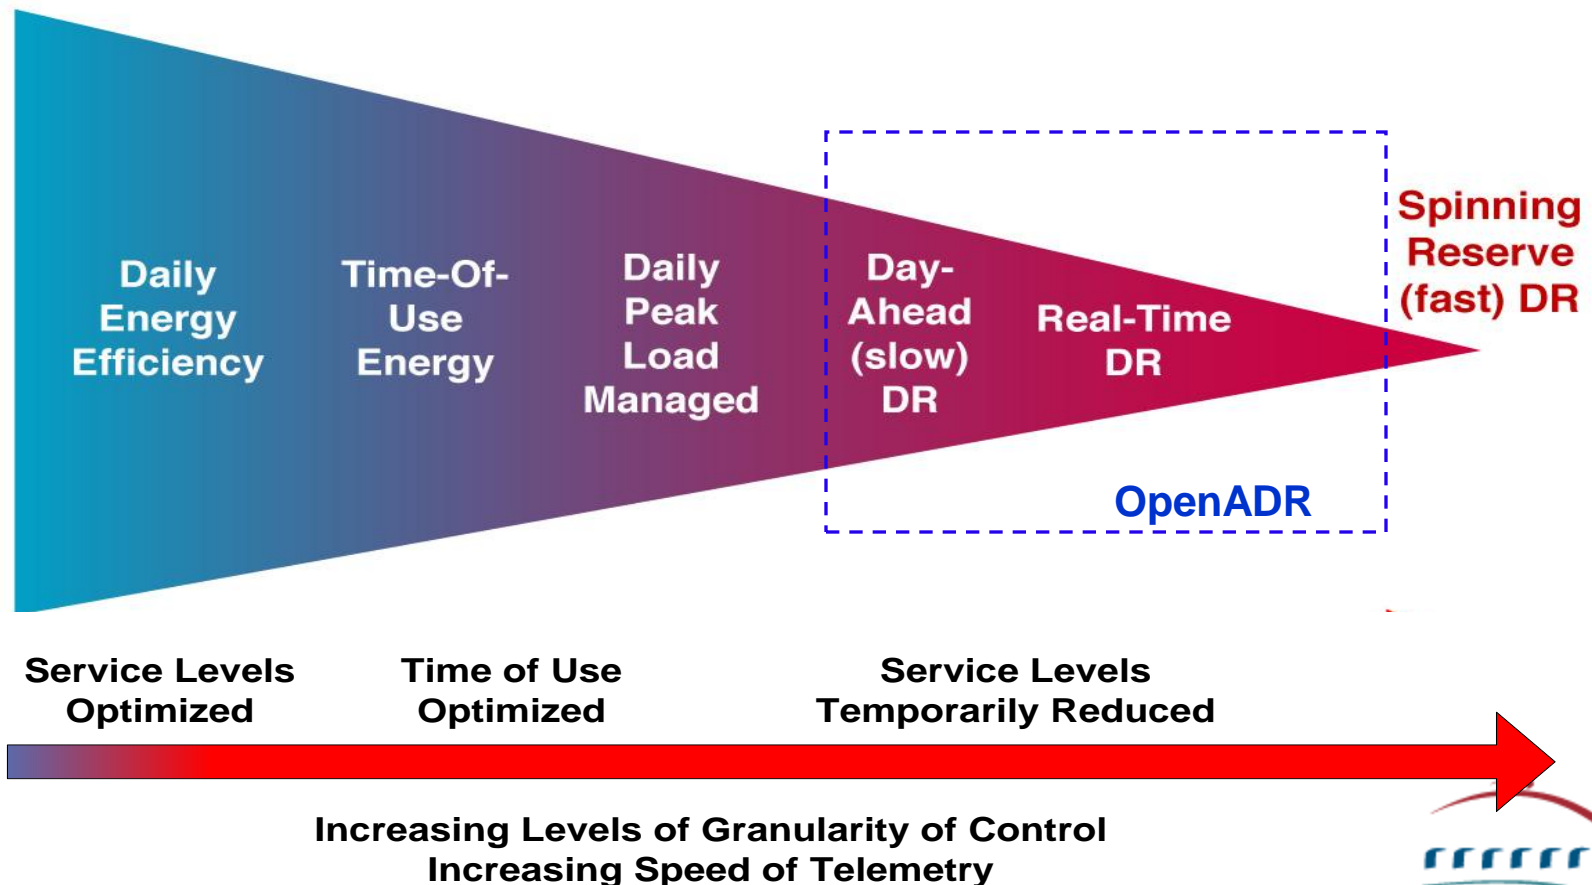 Daily
Energy
Efficiency
Time-Of-
Use
Energy
Daily
Peak
Load
Managed
Day-
Ahead
(slow)
DR
Real-Time
DR
Spinning
Reserve
(fast) DR
OpenADR
Service Levels
Optimized
Time of Use
Optimized
Service Levels
Temporarily Reduced
Increasing Levels of Granularity of Control
Increasing Speed of Telemetry